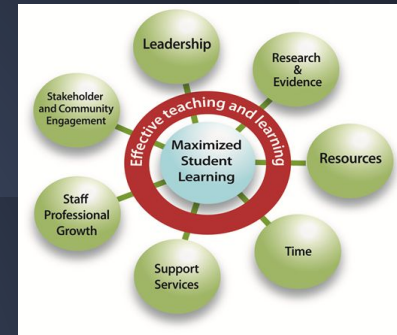 Leadership
Research
&
Evidence
Resources
Time
Support
Services
Staff
Professional
Growth
Stakeholder
and Community
Engagement
Effective teaching and learning
Maximized
Student
Learning